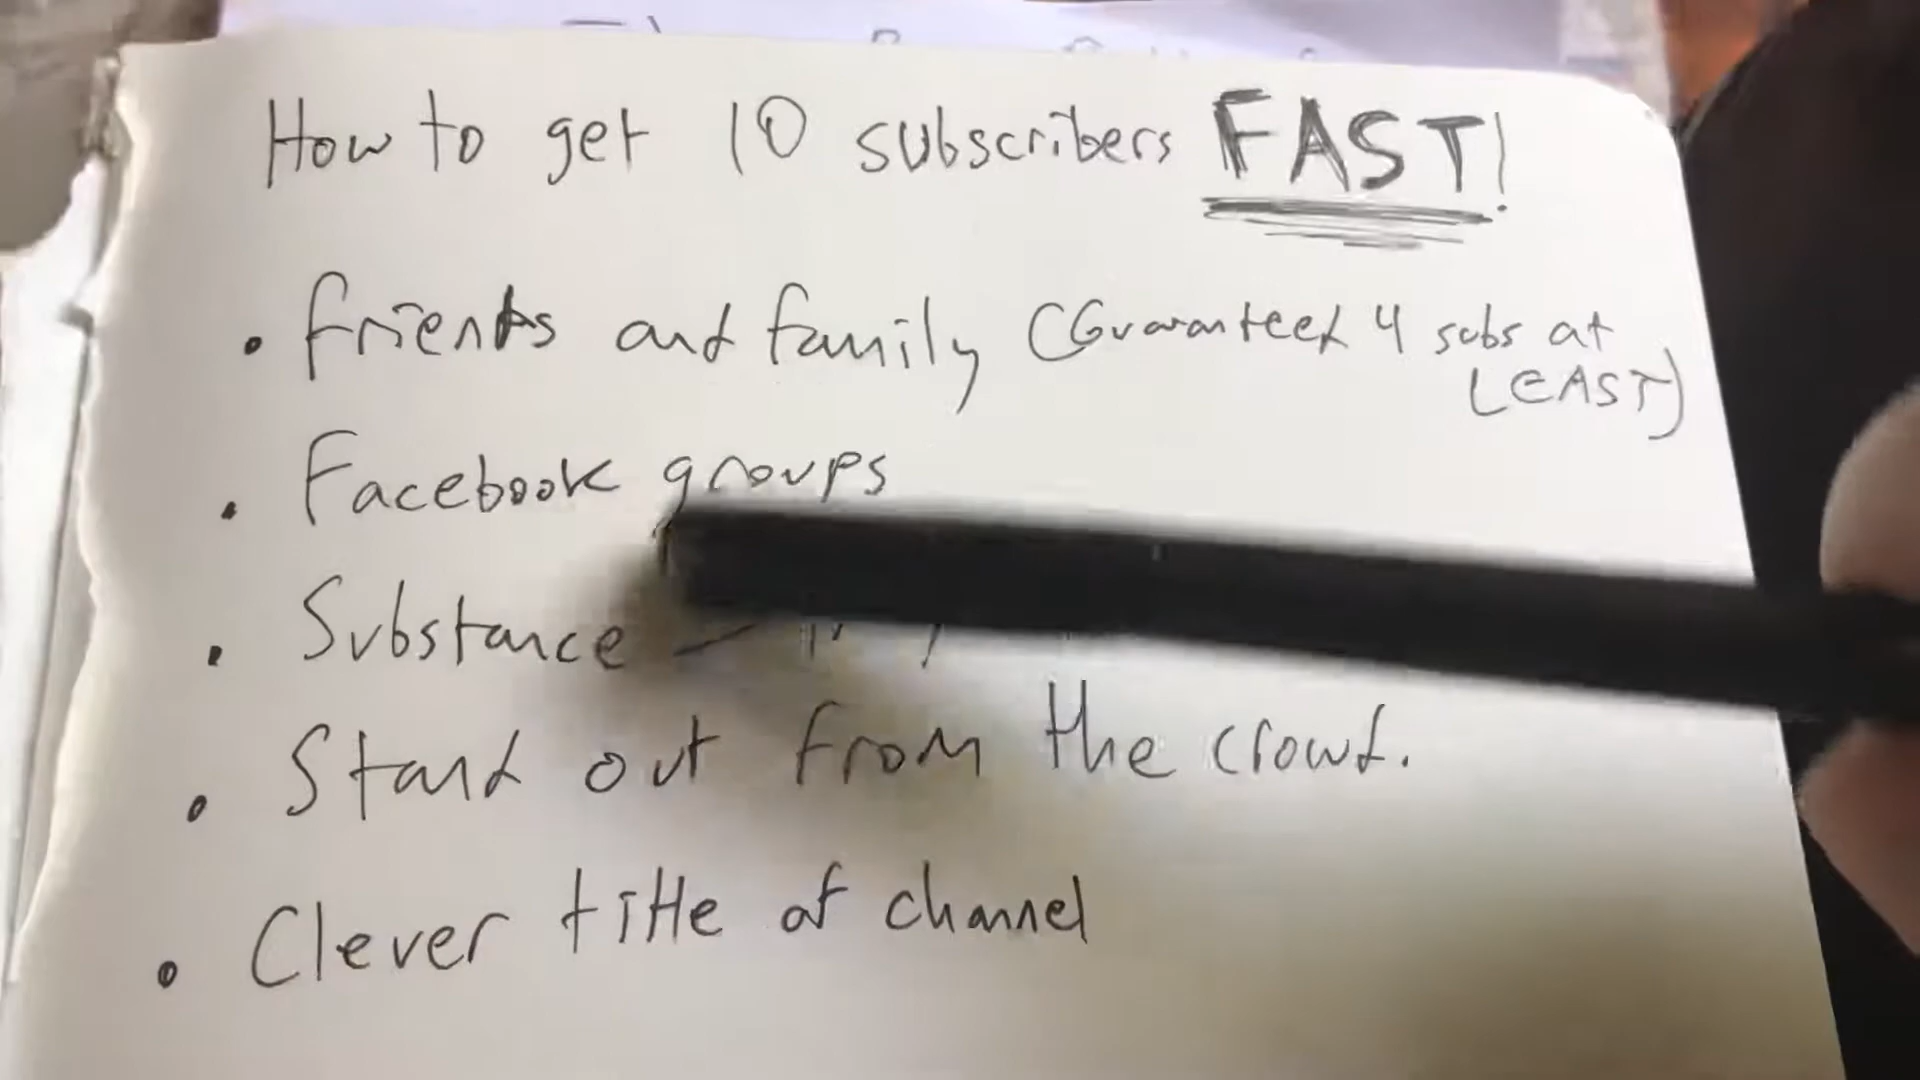 How to get 10 subscribers FAST!
• friends and family (Guaranteed 4 subs at
LEAST)
• Facebook groups
• Substance -
• Stand out from the crowd.
• Clever title of channel